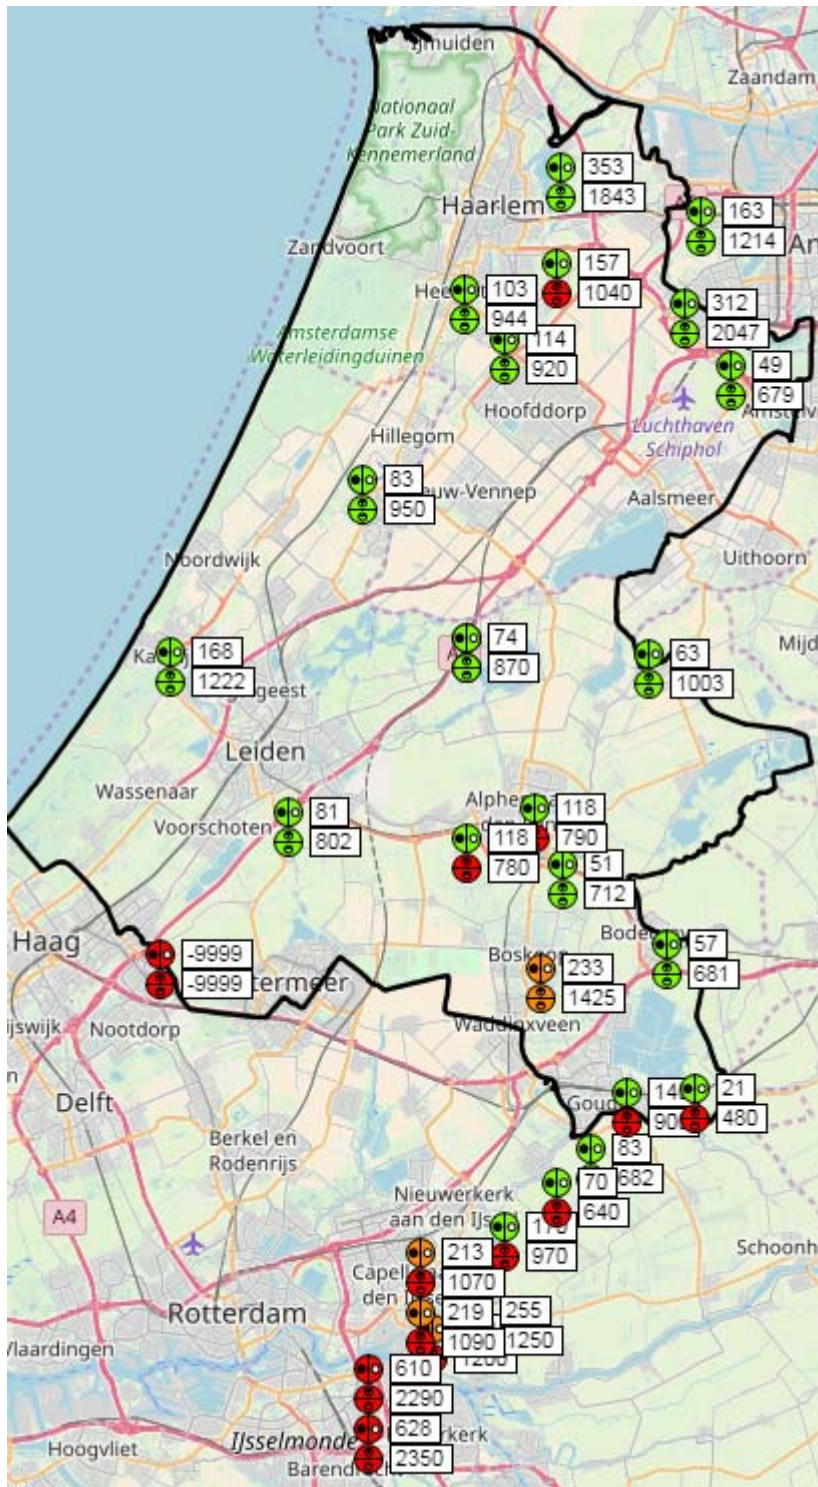 IJmuiden
Zaandam
Nationaal
Park Zuid-
Kennemerland
353
1843
Haarlem
163
1214
Zandvoort
157
1040
103
944
312
2047
114
920
Amsterdamse
Waterleidingduinen
49
679
Hoofddorp
Luchthaven
Schiphol
Hillegom
83
950
Aalsmeer
Noordwijk
Uithoorn
168
1222
74
870
63
1003
Leiden
Wassenaar
Voorschoten
81
802
118
790
118
780
51
712
Haag
-9999
-9999
57
681
233
1425
Nootdorp
Waddinxveen
Delft
21
900
480
Berkel en
Rodenrijs
83
682
70
640
Nieuwerkerk
aan den IJssel
970
A4
213
1070
Rotterdam
219
255
1090
1250
1200
610
2290
628
2350
IJsselmonde
Hoogvliet